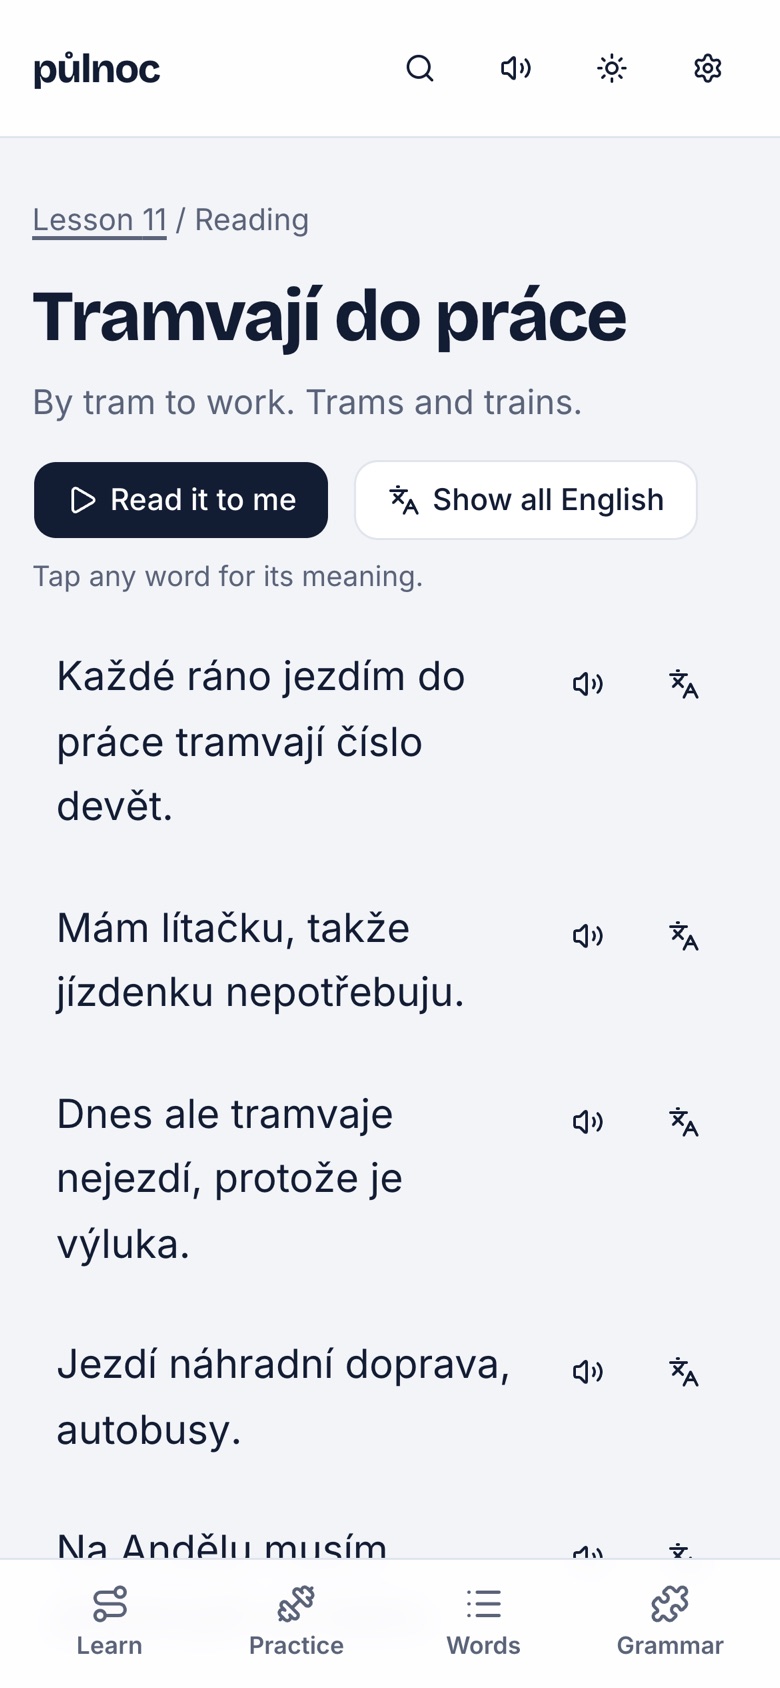 půlnoc
Lesson 11 / Reading
Tramvají do práce
By tram to work. Trams and trains.
Read it to me
Show all English
Tap any word for its meaning.
Každé ráno jezdím do
práce tramvají číslo
devět.
Mám lítačku, takže
jízdenku nepotřebuju.
Dnes ale tramvaje
nejezdí, protože je
výluka.
Jezdí náhradní doprava,
autobusy.
Na Andělu musím
Learn
Practice
Words
Grammar